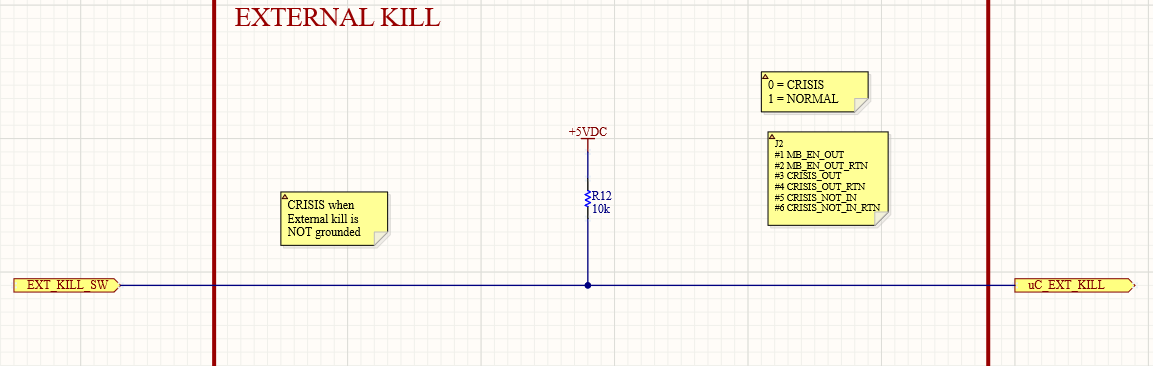 EXTERNAL KILL
0 = CRISIS
1 = NORMAL
+5VDC
J2
#1 MB_EN_OUT
#2 MB_EN_OUT_RTN
#3 CRISIS_OUT
#4 CRISIS_OUT_RTN
#5 CRISIS_NOT_IN
#6 CRISIS_NOT_IN_RTN
R12
10k
CRISIS when
External kill is
NOT grounded
EXT_KILL_SW
uC_EXT_KILL